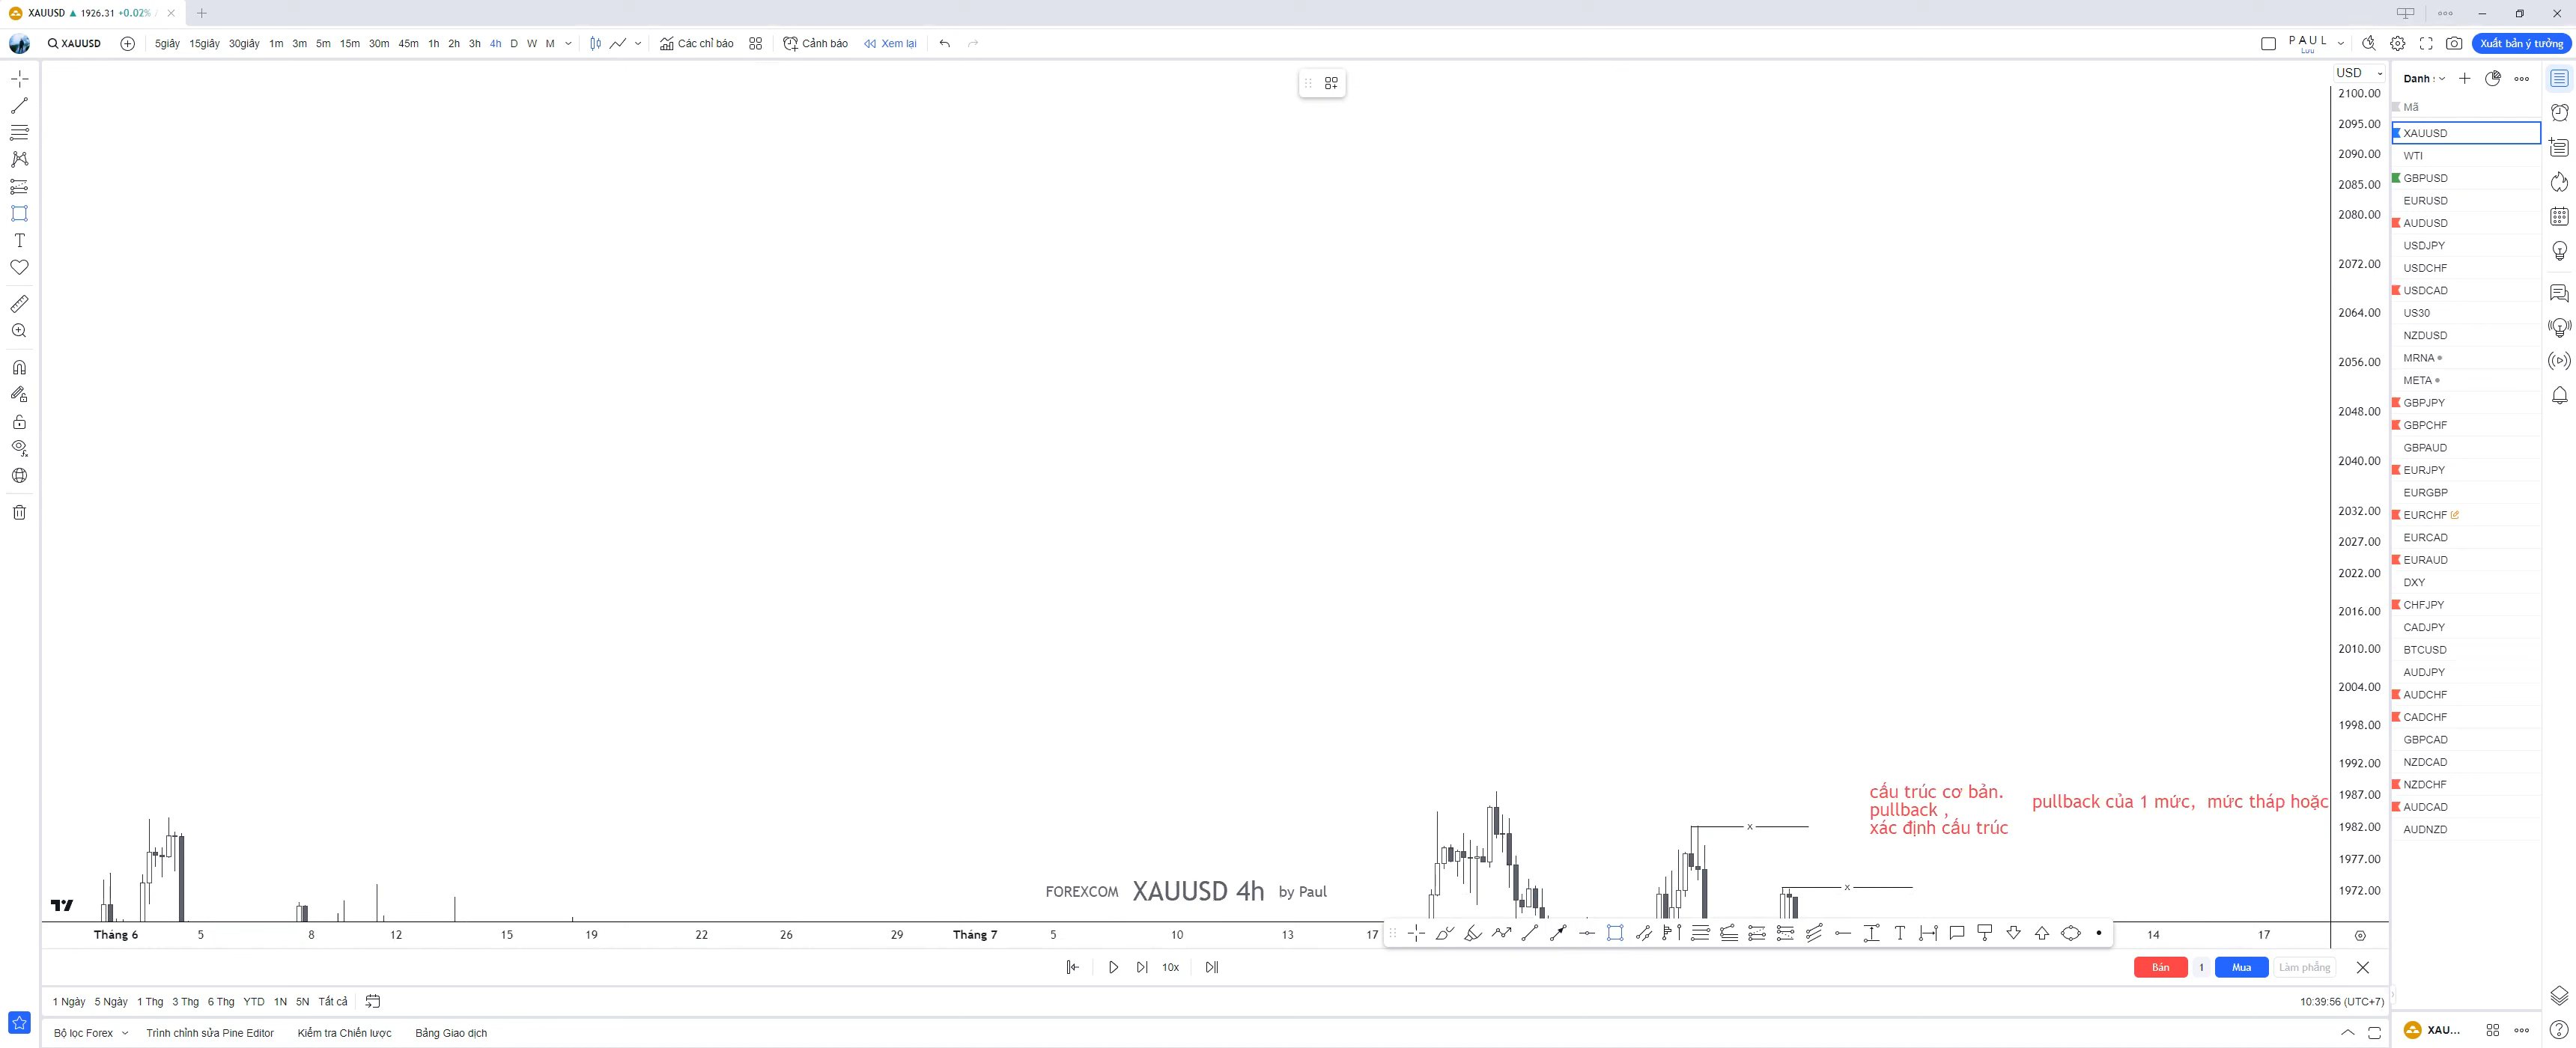 XAUUSD ▲ 1926.31 +0.02% /
XAUUSD 5giây 15giây 30giây 1m 3m 5m 15m 30m 45m 1h 2h 3h 4h D W M Các chỉ báo Cảnh báo Xem lại PAUL Xuất bản ý tưởng
Lưu
USD
2100.00
2095.00
2090.00
2085.00
2080.00
2072.00
2064.00
2056.00
2048.00
2040.00
2032.00
2027.00
2022.00
2016.00
2010.00
2004.00
1998.00
1992.00
1987.00
1982.00
1977.00
1972.00
cấu trúc cơ bản.
pullback ,
xác định cấu trúc
pullback của 1 mức, mức tháp hoặc
x
x
FOREXCOM XAUUSD 4h by Paul
Tháng 6 5 8 12 15 19 22 26 29 Tháng 7 5 10 13 17 14 17
10x
Bán 1 Mua Làm phẳng
1 Ngày 5 Ngày 1 Thg 3 Thg 6 Thg YTD 1N 5N Tất cả
10:39:56 (UTC+7)
Bộ lọc Forex Trình chỉnh sửa Pine Editor Kiểm tra Chiến lược Bảng Giao dịch
Danh :
Mã
XAUUSD
WTI
GBPUSD
EURUSD
AUDUSD
USDJPY
USDCHF
USDCAD
US30
NZDUSD
MRNA
META
GBPJPY
GBPCHF
GBPAUD
EURJPY
EURGBP
EURCHF
EURCAD
EURAUD
DXY
CHFJPY
CADJPY
BTCUSD
AUDJPY
AUDCHF
CADCHF
GBPCAD
NZDCAD
NZDCHF
AUDCAD
AUDNZD
XAU...